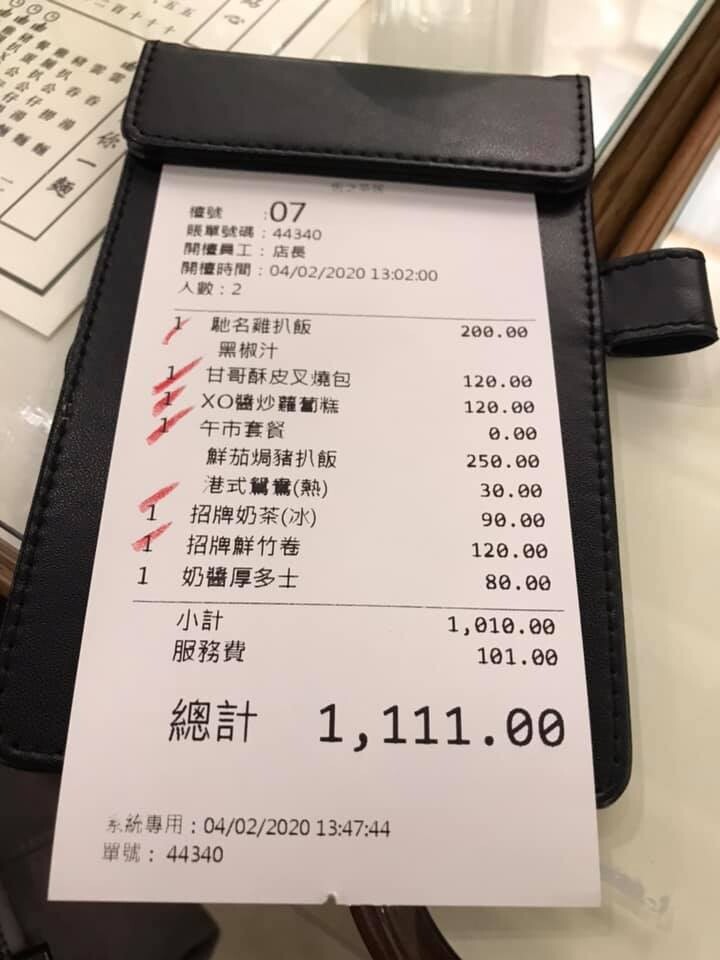 檯號 :07
賬單號碼：44340
開檯員工：店長
開檯時間：04/02/2020 13:02:00
人數：2
1 馳名雞扒飯 200.00
黑椒汁
1 甘哥酥皮叉燒包 120.00
1 XO醬炒蘿蔔糕 120.00
1 午市套餐 0.00
鮮茄焗豬扒飯 250.00
港式鴛鴦(熱) 30.00
1 招牌奶茶(冰) 90.00
1 招牌鮮竹卷 120.00
1 奶醬厚多士 80.00
小計 1,010.00
服務費 101.00
總計 1,111.00
系統專用：04/02/2020 13:47:44
單號： 44340